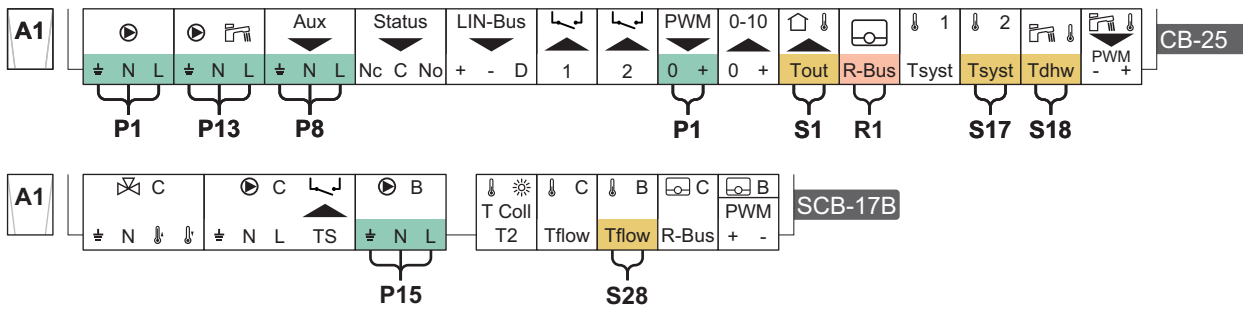 A1 Aux Status LIN-Bus PWM 0-10 1 2 CB-25
N L N L N L Nc C No + - D 1 2 0 + 0 + Tout R-Bus Tsyst Tsyst Tdhw PWM - +
P1 P13 P8 P1 S1 R1 S17 S18
A1 C C B T Coll C B C B SCB-17B
PWM
N N L TS N L T2 Tflow Tflow R-Bus + -
P15 S28